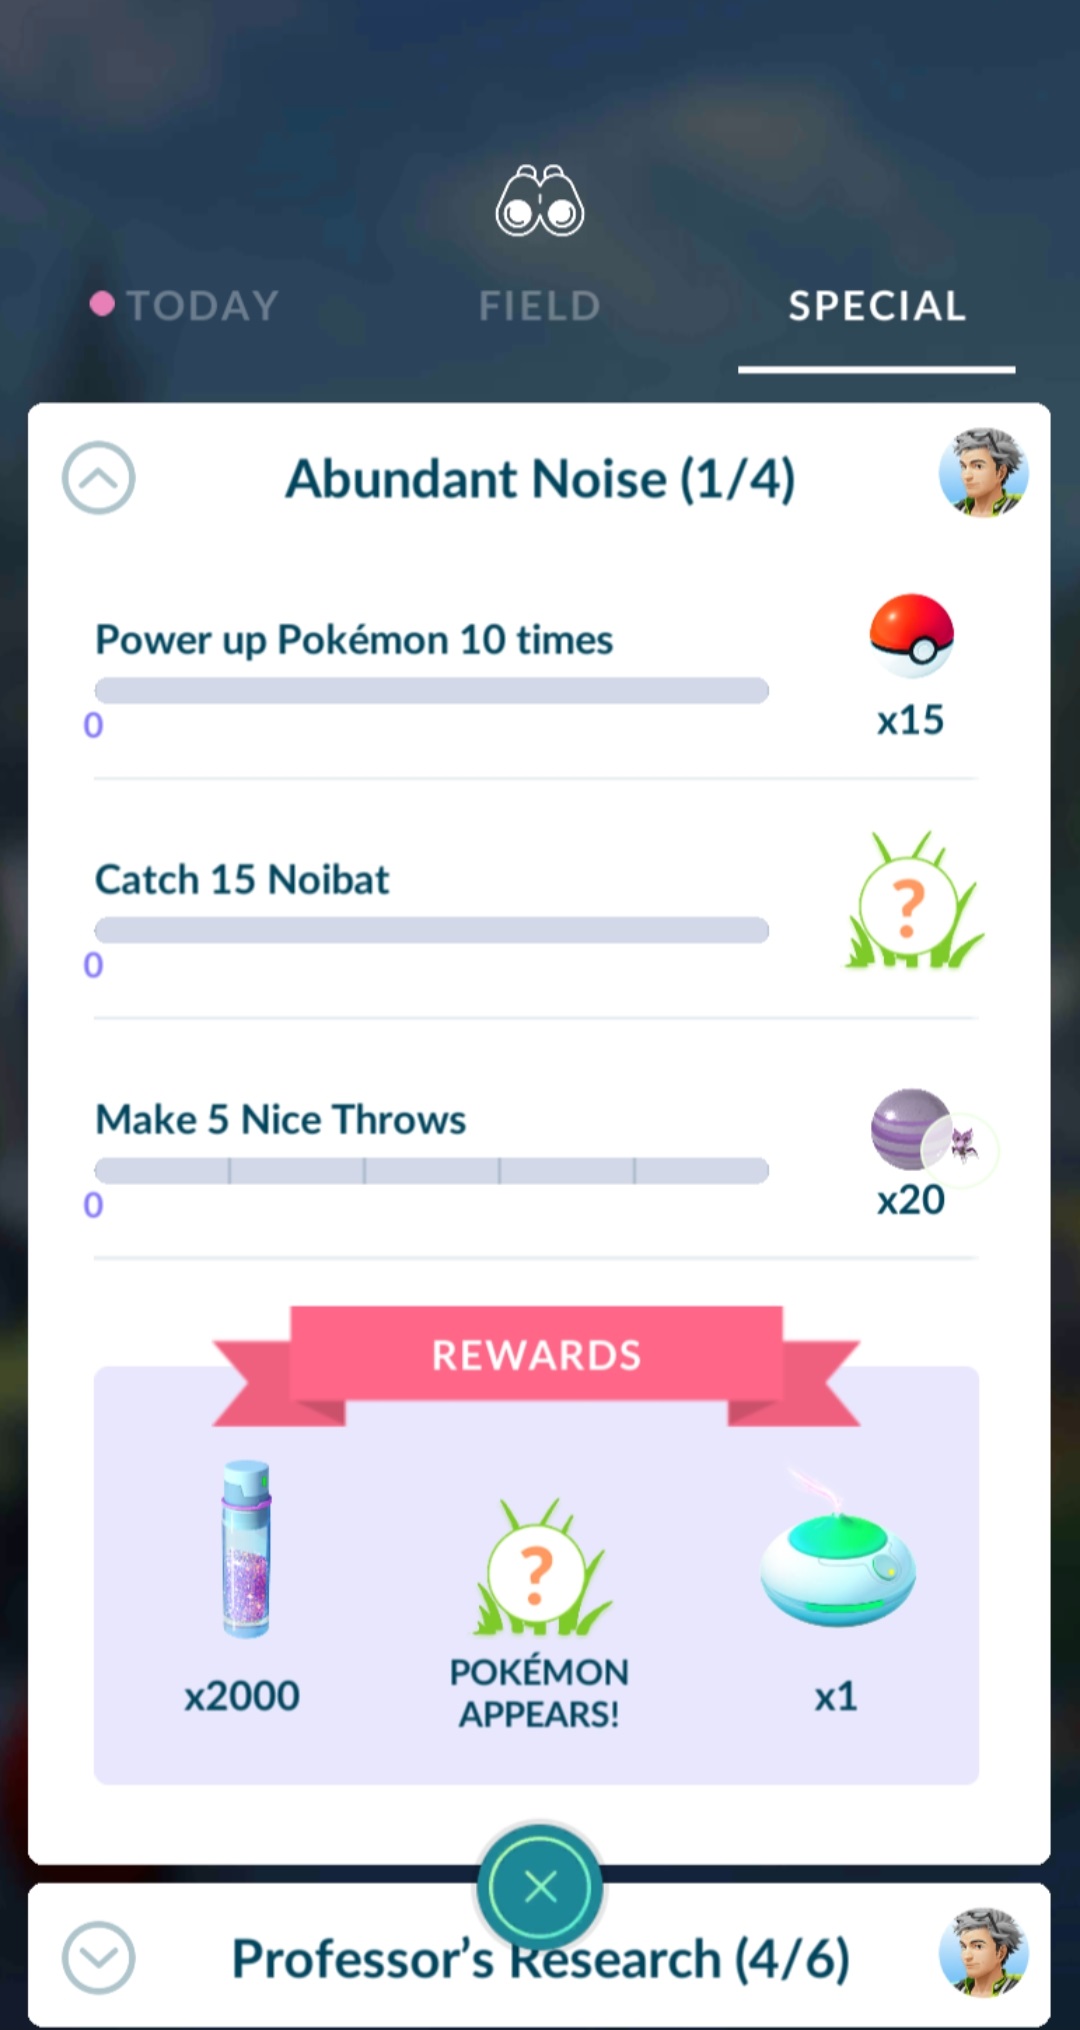 TODAY
FIELD
SPECIAL
Abundant Noise (1/4)
Power up Pokémon 10 times
0
x15
Catch 15 Noibat
0
?
Make 5 Nice Throws
0
x20
REWARDS
?
x2000
POKÉMON
APPEARS!
x1
Professor's Research (4/6)